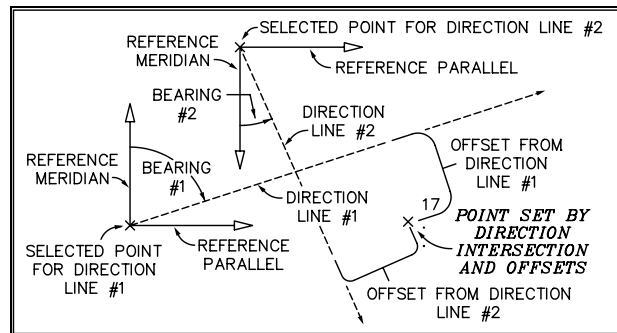 SELECTED POINT FOR DIRECTION LINE #2
REFERENCE
MERIDIAN
REFERENCE PARALLEL
BEARING
#2
DIRECTION
LINE #2
REFERENCE
MERIDIAN
BEARING
#1
OFFSET FROM
DIRECTION
LINE #1
DIRECTION
LINE #1
17
SELECTED POINT
FOR DIRECTION
LINE #1
REFERENCE
PARALLEL
POINT SET BY
DIRECTION
INTERSECTION
AND OFFSETS
OFFSET FROM DIRECTION
LINE #2